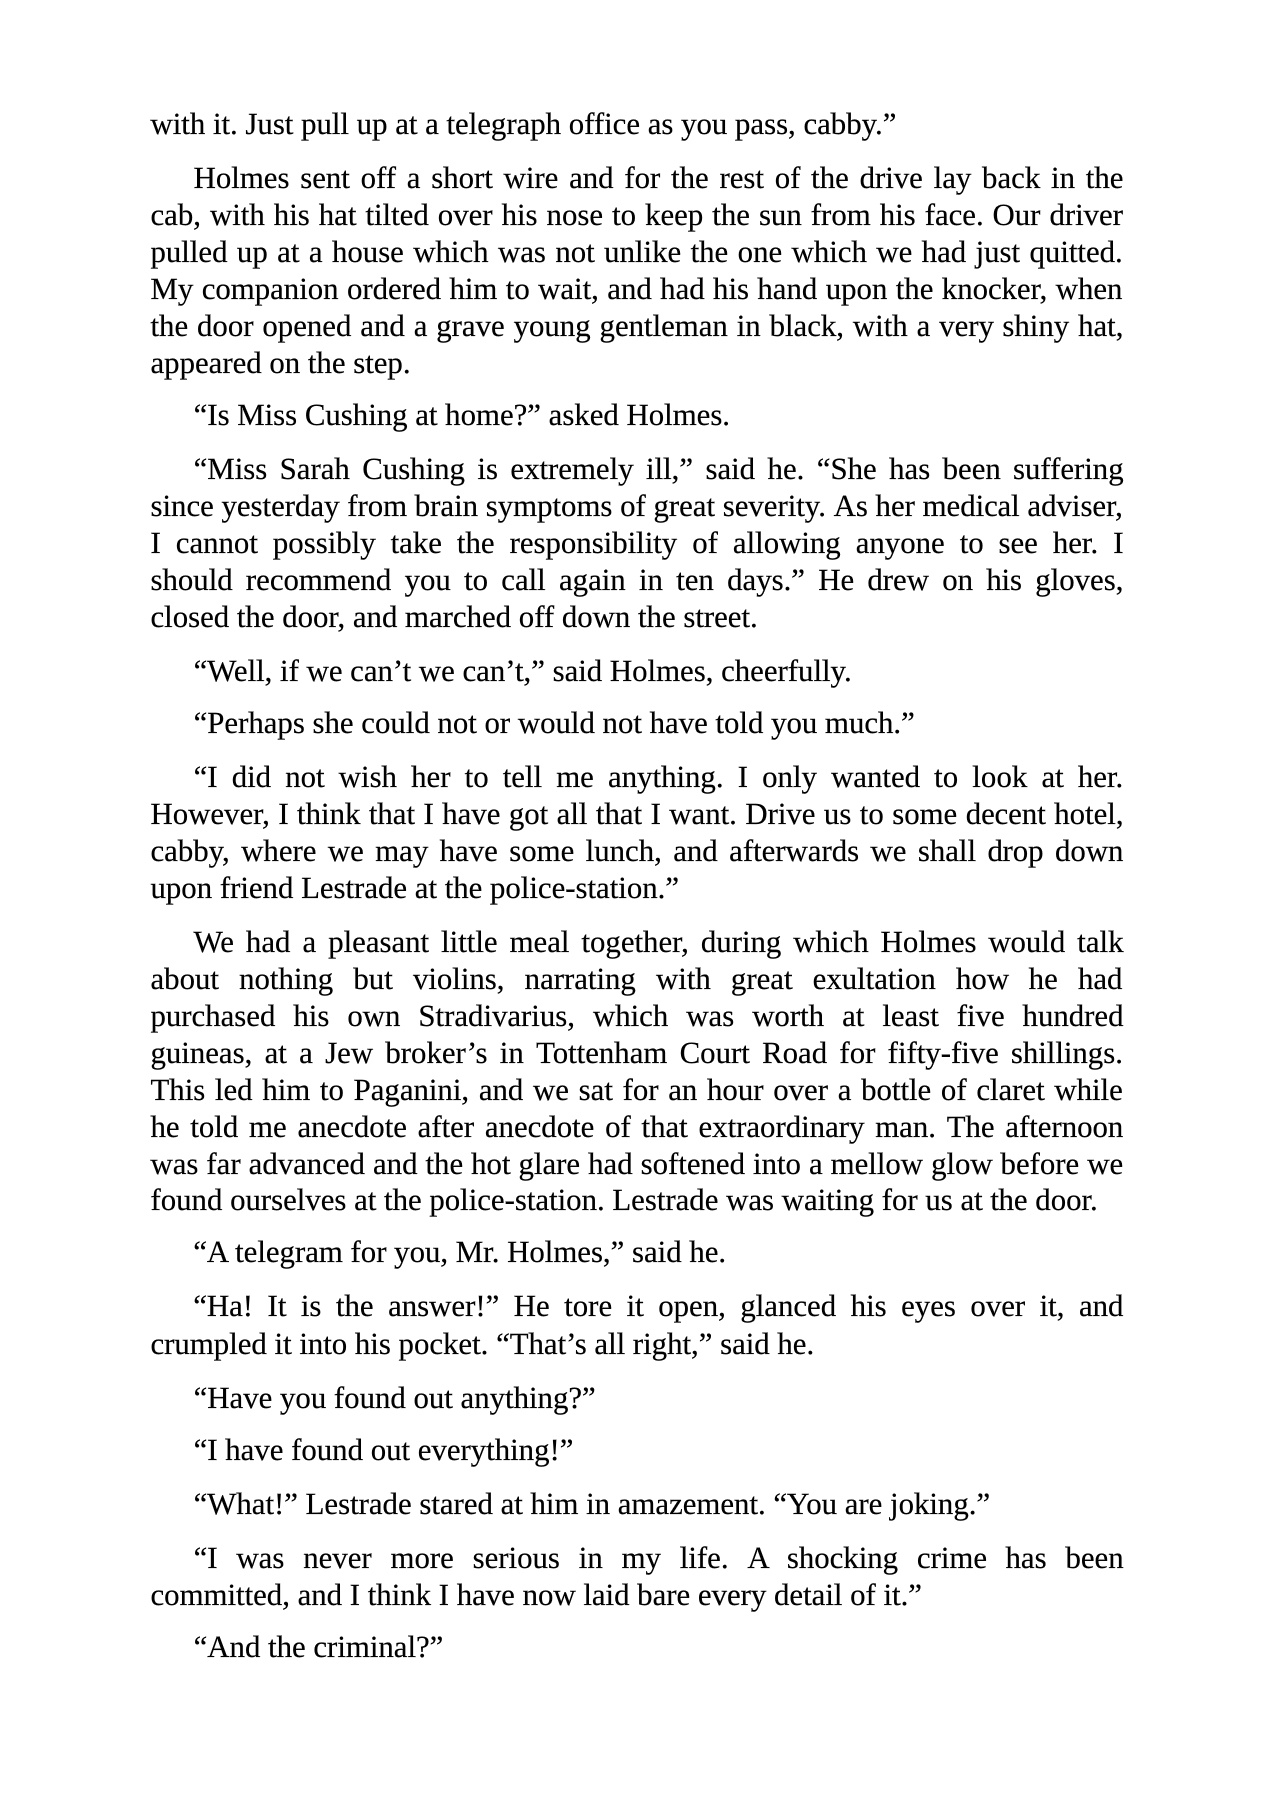 with it. Just pull up at a telegraph office as you pass, cabby.”
Holmes sent off a short wire and for the rest of the drive lay back in the
cab, with his hat tilted over his nose to keep the sun from his face. Our driver
pulled up at a house which was not unlike the one which we had just quitted.
My companion ordered him to wait, and had his hand upon the knocker, when
the door opened and a grave young gentleman in black, with a very shiny hat,
appeared on the step.
“Is Miss Cushing at home?” asked Holmes.
“Miss Sarah Cushing is extremely ill,” said he. “She has been suffering
since yesterday from brain symptoms of great severity. As her medical adviser,
I cannot possibly take the responsibility of allowing anyone to see her. I
should recommend you to call again in ten days.” He drew on his gloves,
closed the door, and marched off down the street.
“Well, if we can’t we can’t,” said Holmes, cheerfully.
“Perhaps she could not or would not have told you much.”
“I did not wish her to tell me anything. I only wanted to look at her.
However, I think that I have got all that I want. Drive us to some decent hotel,
cabby, where we may have some lunch, and afterwards we shall drop down
upon friend Lestrade at the police-station.”
We had a pleasant little meal together, during which Holmes would talk
about nothing but violins, narrating with great exultation how he had
purchased his own Stradivarius, which was worth at least five hundred
guineas, at a Jew broker’s in Tottenham Court Road for fifty-five shillings.
This led him to Paganini, and we sat for an hour over a bottle of claret while
he told me anecdote after anecdote of that extraordinary man. The afternoon
was far advanced and the hot glare had softened into a mellow glow before we
found ourselves at the police-station. Lestrade was waiting for us at the door.
“A telegram for you, Mr. Holmes,” said he.
“Ha! It is the answer!” He tore it open, glanced his eyes over it, and
crumpled it into his pocket. “That’s all right,” said he.
“Have you found out anything?”
“I have found out everything!”
“What!” Lestrade stared at him in amazement. “You are joking.”
“I was never more serious in my life. A shocking crime has been
committed, and I think I have now laid bare every detail of it.”
“And the criminal?”